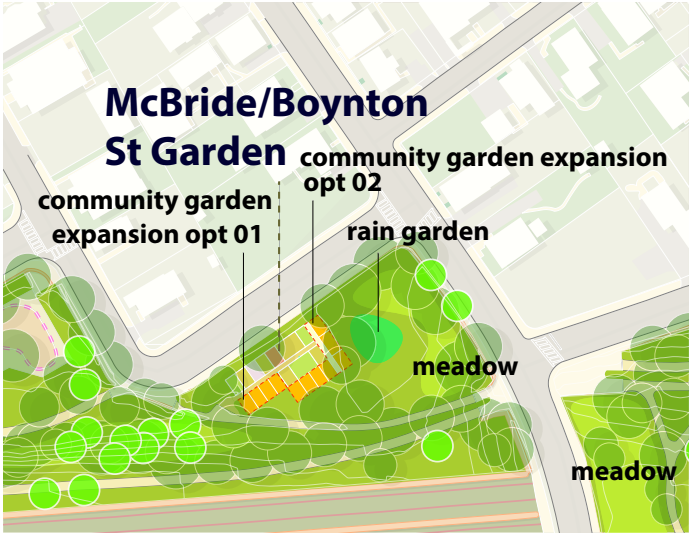 McBride/Boynton
St Garden
community garden expansion
opt 02
community garden
expansion opt 01
rain garden
meadow
meadow